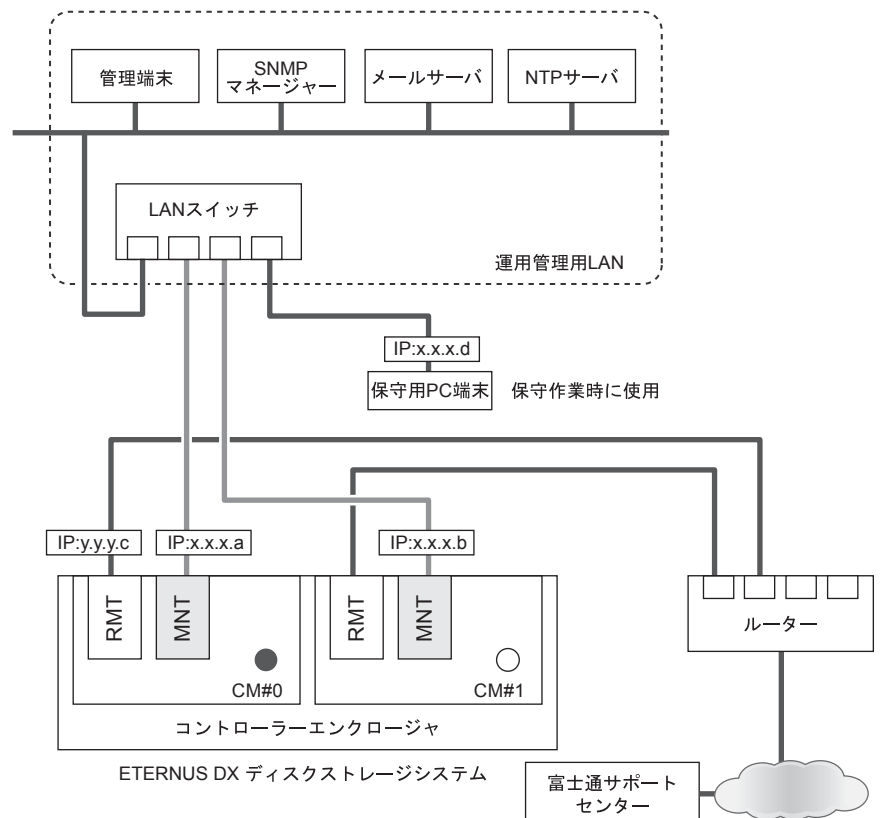 管理端末
SNMP
マネージャー
メールサーバ
NTPサーバ
LANスイッチ
運用管理用LAN
IP:x.x.x.d
保守用PC端末
保守作業時に使用
IP:y.y.y.c
IP:x.x.x.a
IP:x.x.x.b
RMT
MNT
RMT
MNT
CM#0
CM#1
ルーター
コントローラーエンクロージャ
ETERNUS DX ディスクストレージシステム
富士通サポート
センター